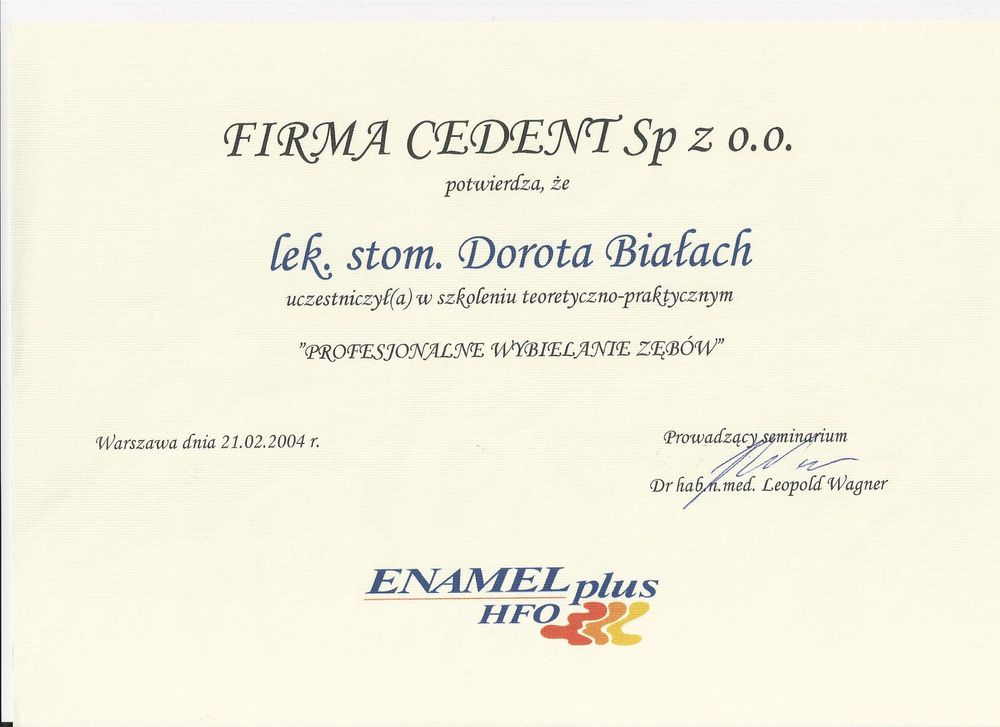 FIRMA CEDENT Sp z o.o.
potwierdza, że
lek. stom. Dorota Białach
uczestniczył(a) w szkoleniu teoretyczno-praktycznym
"PROFESJONALNE WYBIELANIE ZĘBÓW"
Warszawa dnia 21.02.2004 r.
Prowadzący seminarium
Dr hab.n.med. Leopold Wagner
ENAMEL plus
HFO